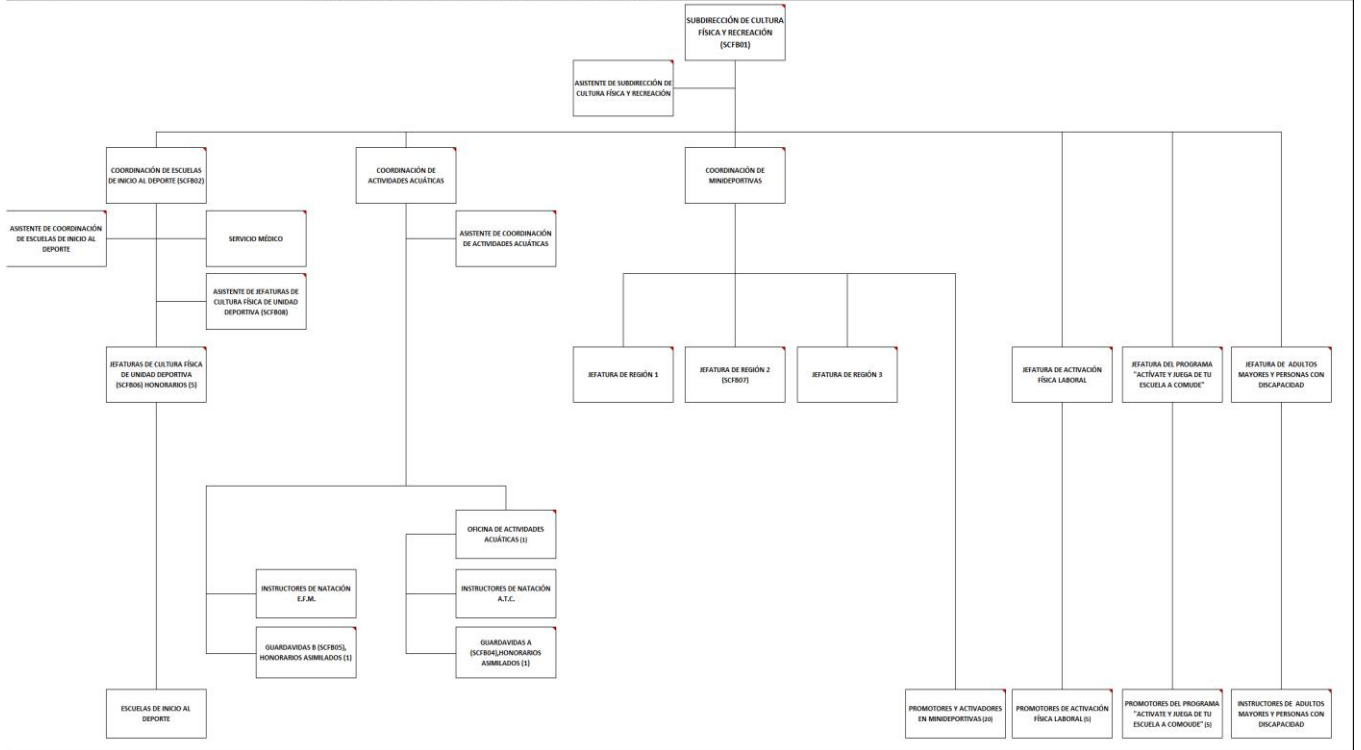 SUBDIRECCIÓN DE CULTURA
FÍSICA Y RECREACIÓN
(SCFB01)
ASISTENTE DE SUBDIRECCIÓN DE
CULTURA FÍSICA Y RECREACIÓN
COORDINACIÓN DE ESCUELAS
DE INICIO AL DEPORTE (SCFB02)
COORDINACIÓN DE
ACTIVIDADES ACUÁTICAS
COORDINACIÓN DE
MINIDEPORTIVAS
ASISTENTE DE COORDINACIÓN
DE ESCUELAS DE INICIO AL
DEPORTE
SERVICIO MÉDICO
ASISTENTE DE COORDINACIÓN
DE ACTIVIDADES ACUÁTICAS
ASISTENTE DE JEFATURAS DE
CULTURA FÍSICA DE UNIDAD
DEPORTIVA (SCFB08)
JEFATURAS DE CULTURA FÍSICA
DE UNIDAD DEPORTIVA
(SCFB06) HONORARIOS (5)
JEFATURA DE REGIÓN 1
JEFATURA DE REGIÓN 2
(SCFB07)
JEFATURA DE REGIÓN 3
JEFATURA DE ACTIVACIÓN
FÍSICA LABORAL
JEFATURA DEL PROGRAMA
"ACTÍVATE Y JUEGA DE TU
ESCUELA A COMUDE"
JEFATURA DE ADULTOS
MAYORES Y PERSONAS CON
DISCAPACIDAD
OFICINA DE ACTIVIDADES
ACUÁTICAS (1)
INSTRUCTORES DE NATACIÓN
E.F.M.
INSTRUCTORES DE NATACIÓN
A.T.C.
GUARDAVIDAS B (SCFB05),
HONORARIOS ASIMILADOS (1)
GUARDAVIDAS A
(SCFB04),HONORARIOS
ASIMILADOS (1)
ESCUELAS DE INICIO AL
DEPORTE
PROMOTORES Y ACTIVADORES
EN MINIDEPORTIVAS (20)
PROMOTORES DE ACTIVACIÓN
FÍSICA LABORAL (5)
PROMOTORES DEL PROGRAMA
"ACTIVATE Y JUEGA DE TU
ESCUELA A COMOUDE" (5)
INSTRUCTORES DE ADULTOS
MAYORES Y PERSONAS CON
DISCAPACIDAD